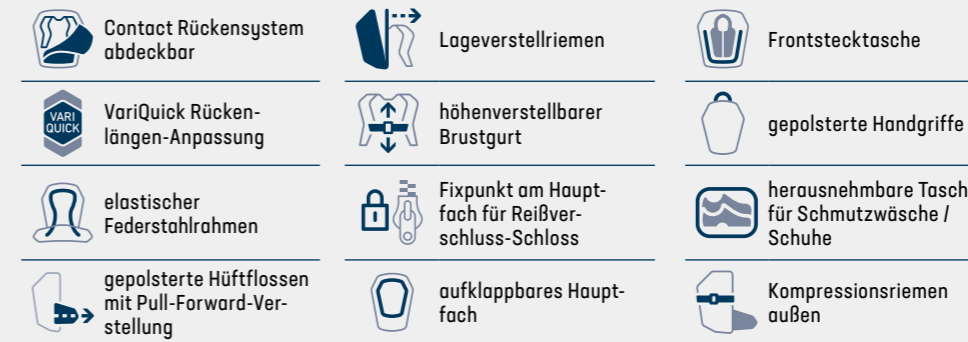 Contact Rückensystem
abdeckbar
VARI
QUICK
VariQuick Rücken-
längen-Anpassung
elastischer
Federstahlrahmen
gepolsterte Hüftflossen
mit Pull-Forward-Ver-
stellung
Lageverstellriemen
höhenverstellbarer
Brustgurt
Fixpunkt am Haupt-
fach für Reißver-
schluss-Schloss
aufklappbares Haupt-
fach
Frontstecktasche
gepolsterte Handgriffe
herausnehmbare Tasch
für Schmutzwäsche /
Schuhe
Kompressionsriemen
außen